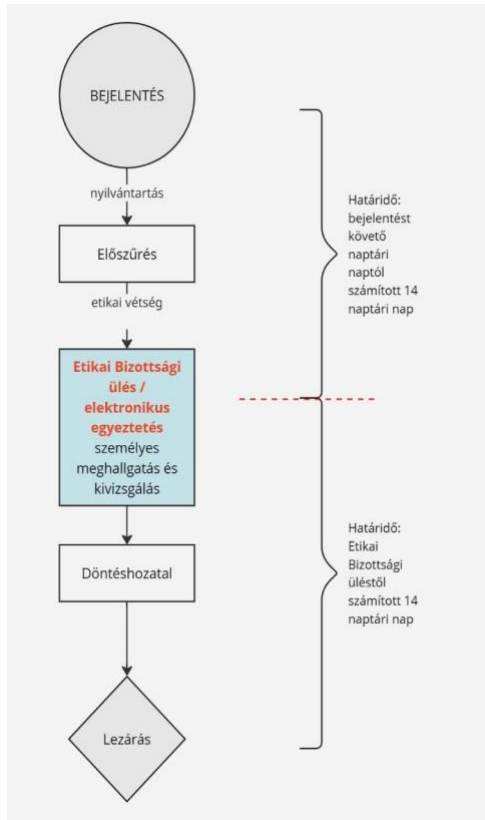 BEJELENTÉS
nyilvántartás
Előszűrés
etikai vétség
Etikai Bizottsági
ülés /
elektronikus
egyeztetés
személyes
meghallgatás és
kivizsgálás
Döntéshozatal
Lezárás
Határidő:
bejelentést
követő
naptári
naptól
számított 14
naptári nap
Határidő:
Etikai
Bizottsági
üléstől
számított 14
naptári nap